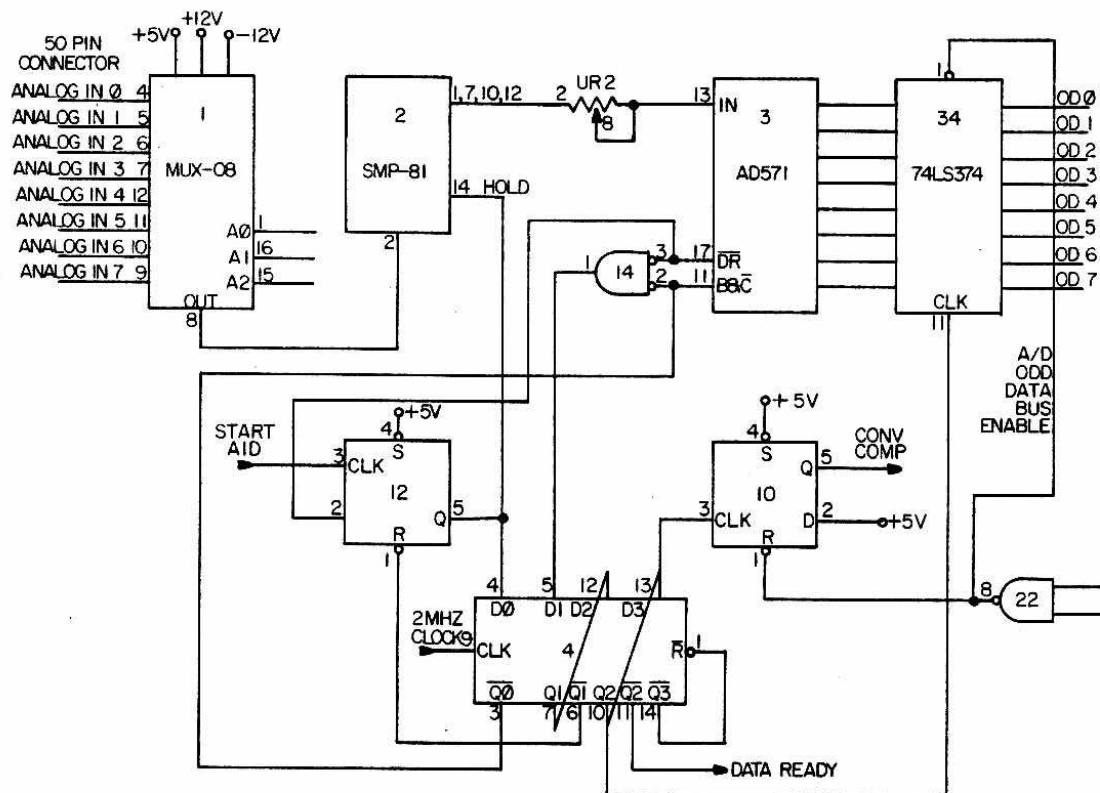 +5V
+12V
-12V
50 PIN
CONNECTOR
ANALOG IN Ø 4
ANALOG IN 1 5
ANALOG IN 2 6
ANALOG IN 3 7
ANALOG IN 4 12
ANALOG IN 5 11
ANALOG IN 6 10
ANALOG IN 7 9
1
MUX-08
AØ 1
A1 16
A2 15
OUT
8
2
SMP-81
1,7,10,12
14 HOLD
2
UR2
2
8
13 IN
3
AD571
17 DR
11 B&C
1
34
74LS374
CLK
11
ODØ
OD 1
OD 2
OD 3
OD 4
OD 5
OD 6
OD 7
1
14
3
2
A/D
ODD
DATA
BUS
ENABLE
START
A1D
+5V
4
S
3 CLK
12
2
Q 5
R
1
+5V
4
S
3 CLK
10
Q 5
D 2
R
1
CONV
COMP
+5V
8
22
2MHZ
CLOCK 9
4 5 12 13
DØ D1 D2 D3
CLK
4
R 1
QØ Q1 Q1 Q2 Q2 Q3
3 7 6 10 11 14
DATA READY